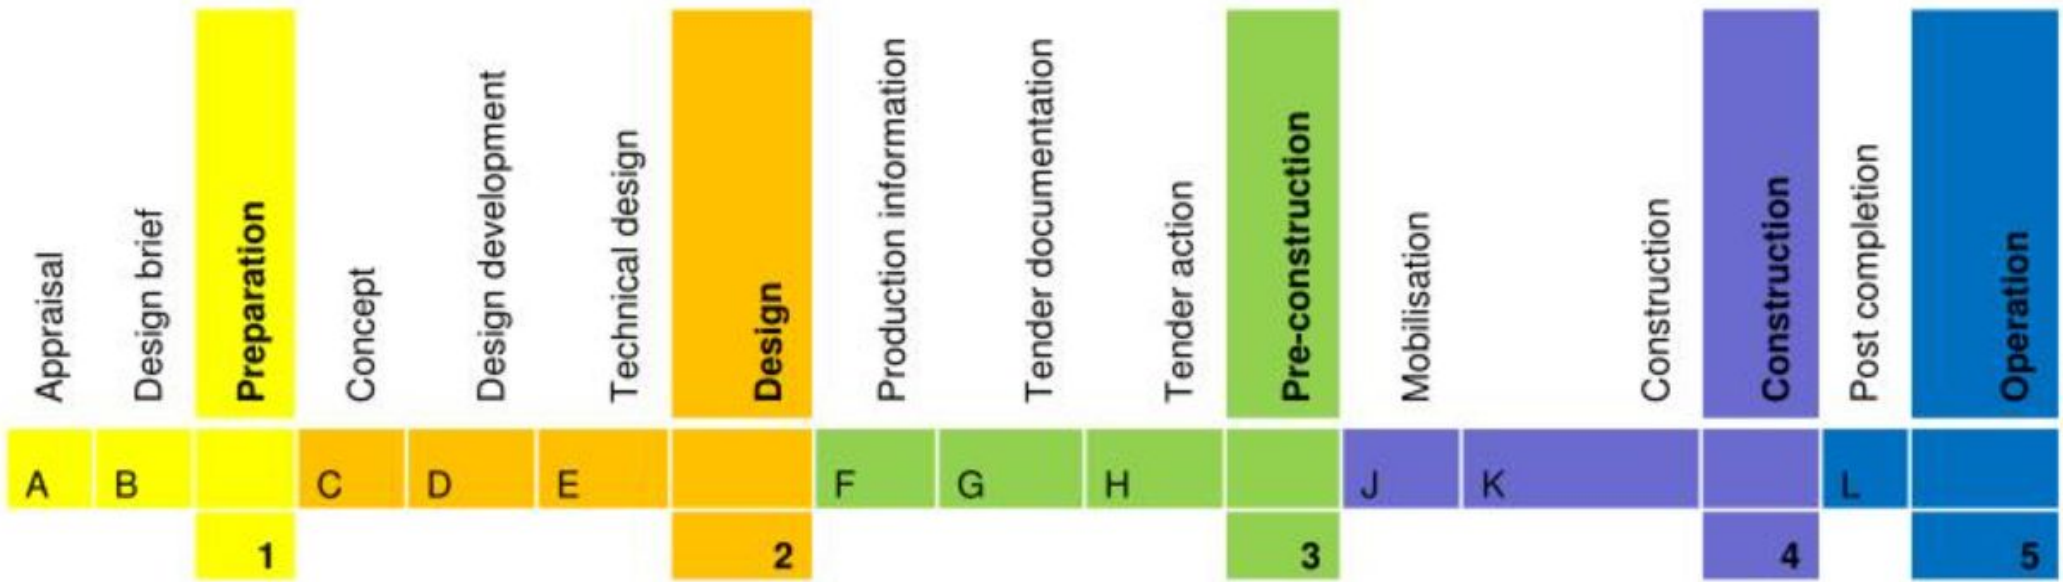 Appraisal
Design brief
Preparation
Concept
Design development
Technical design
Design
Production information
Tender documentation
Tender action
Pre-construction
Mobilisation
Construction
Construction
Post completion
Operation
A
B
C
D
E
F
G
H
J
K
L
1
2
3
4
5